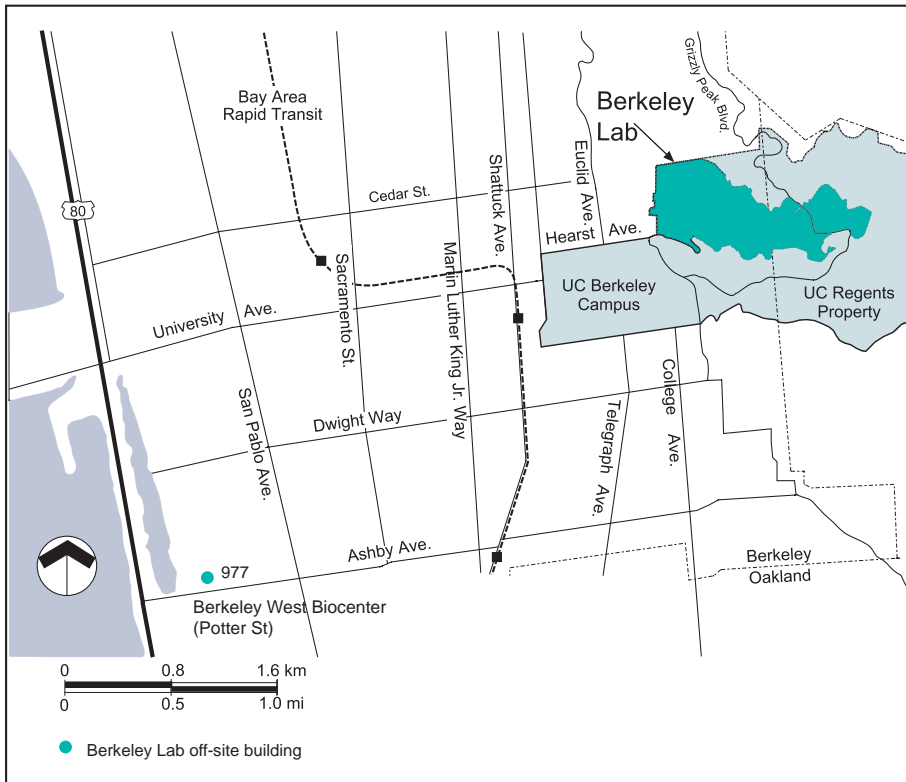 Bay Area
Rapid Transit
Berkeley
Lab
Grizzly Peak Blvd.
80
Cedar St.
Shattuck Ave.
Euclid Ave.
Hearst Ave.
Sacramento St.
Martin Luther King Jr. Way
University Ave.
UC Berkeley
Campus
UC Regents
Property
San Pablo Ave.
Dwight Way
Telegraph Ave.
College Ave.
Ashby Ave.
Berkeley
Oakland
977
Berkeley West Biocenter
(Potter St)
0 0.8 1.6 km
0 0.5 1.0 mi
Berkeley Lab off-site building